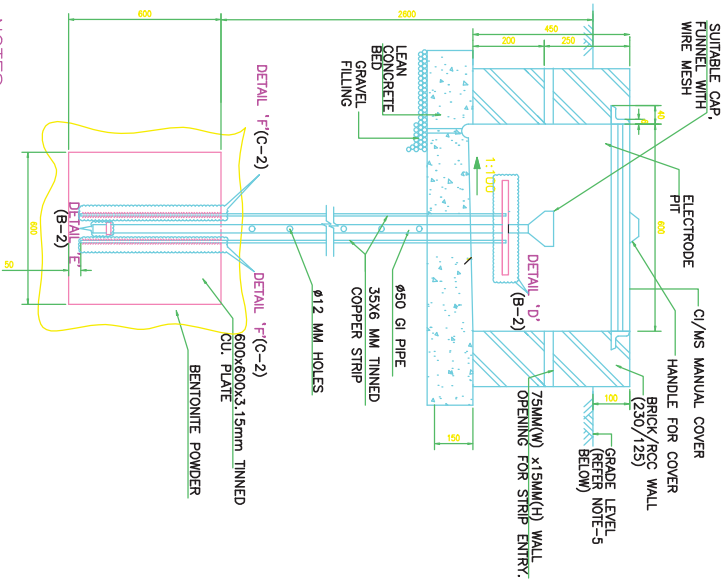 SUITABLE CAP,
FUNNEL WITH
WIRE MESH
ELECTRODE
PIT
CI/MS MANUAL COVER
HANDLE FOR COVER
BRICK/RCC WALL
(230/125)
GRADE LEVEL
(REFER NOTE-5
BELOW)
75MM(W) x15MM(H) WALL
OPENING FOR STRIP ENTRY.
LEAN
CONCRETE
BED
GRAVEL
FILLING
1:100
DETAIL 'D'
(B-2)
ø50 GI PIPE
35X6 MM TINNED
COPPER STRIP
ø12 MM HOLES
DETAIL 'F'(C-2)
DETAIL 'F'(C-2)
DETAIL 'E'
(B-2)
600x600x3.15mm TINNED
CU. PLATE
BENTONITE POWDER
600
2600
450
200
250
40
600
100
150
600
50